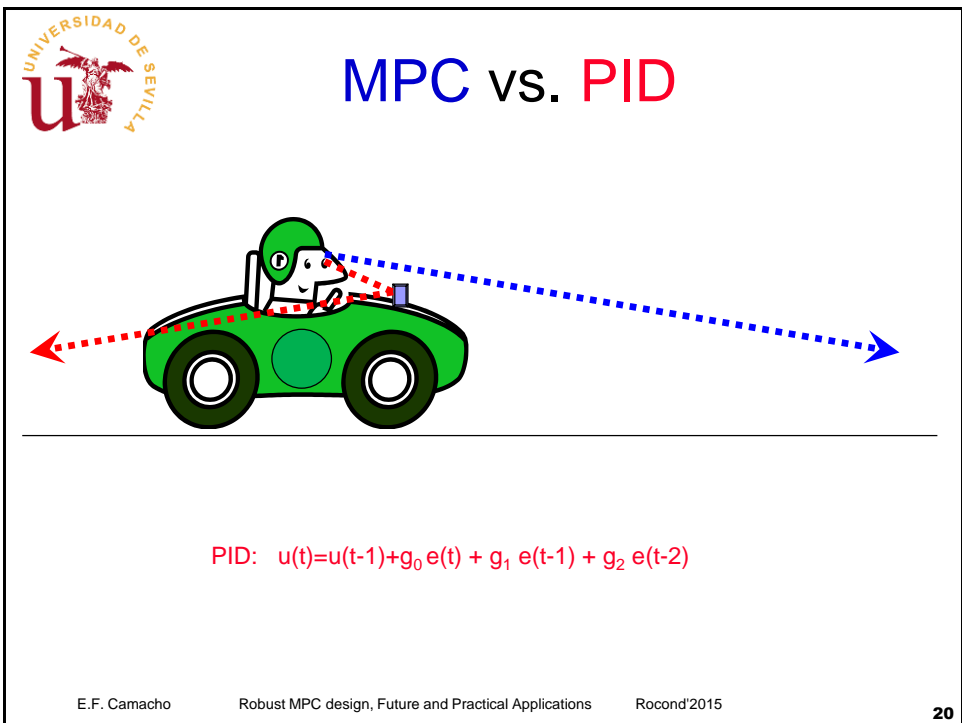 UNIVERSIDAD DE SEVILLA
MPC vs. PID
PID: u(t)=u(t-1)+g₀ e(t) + g₁ e(t-1) + g₂ e(t-2)
E.F. Camacho Robust MPC design, Future and Practical Applications Rocond'2015
20